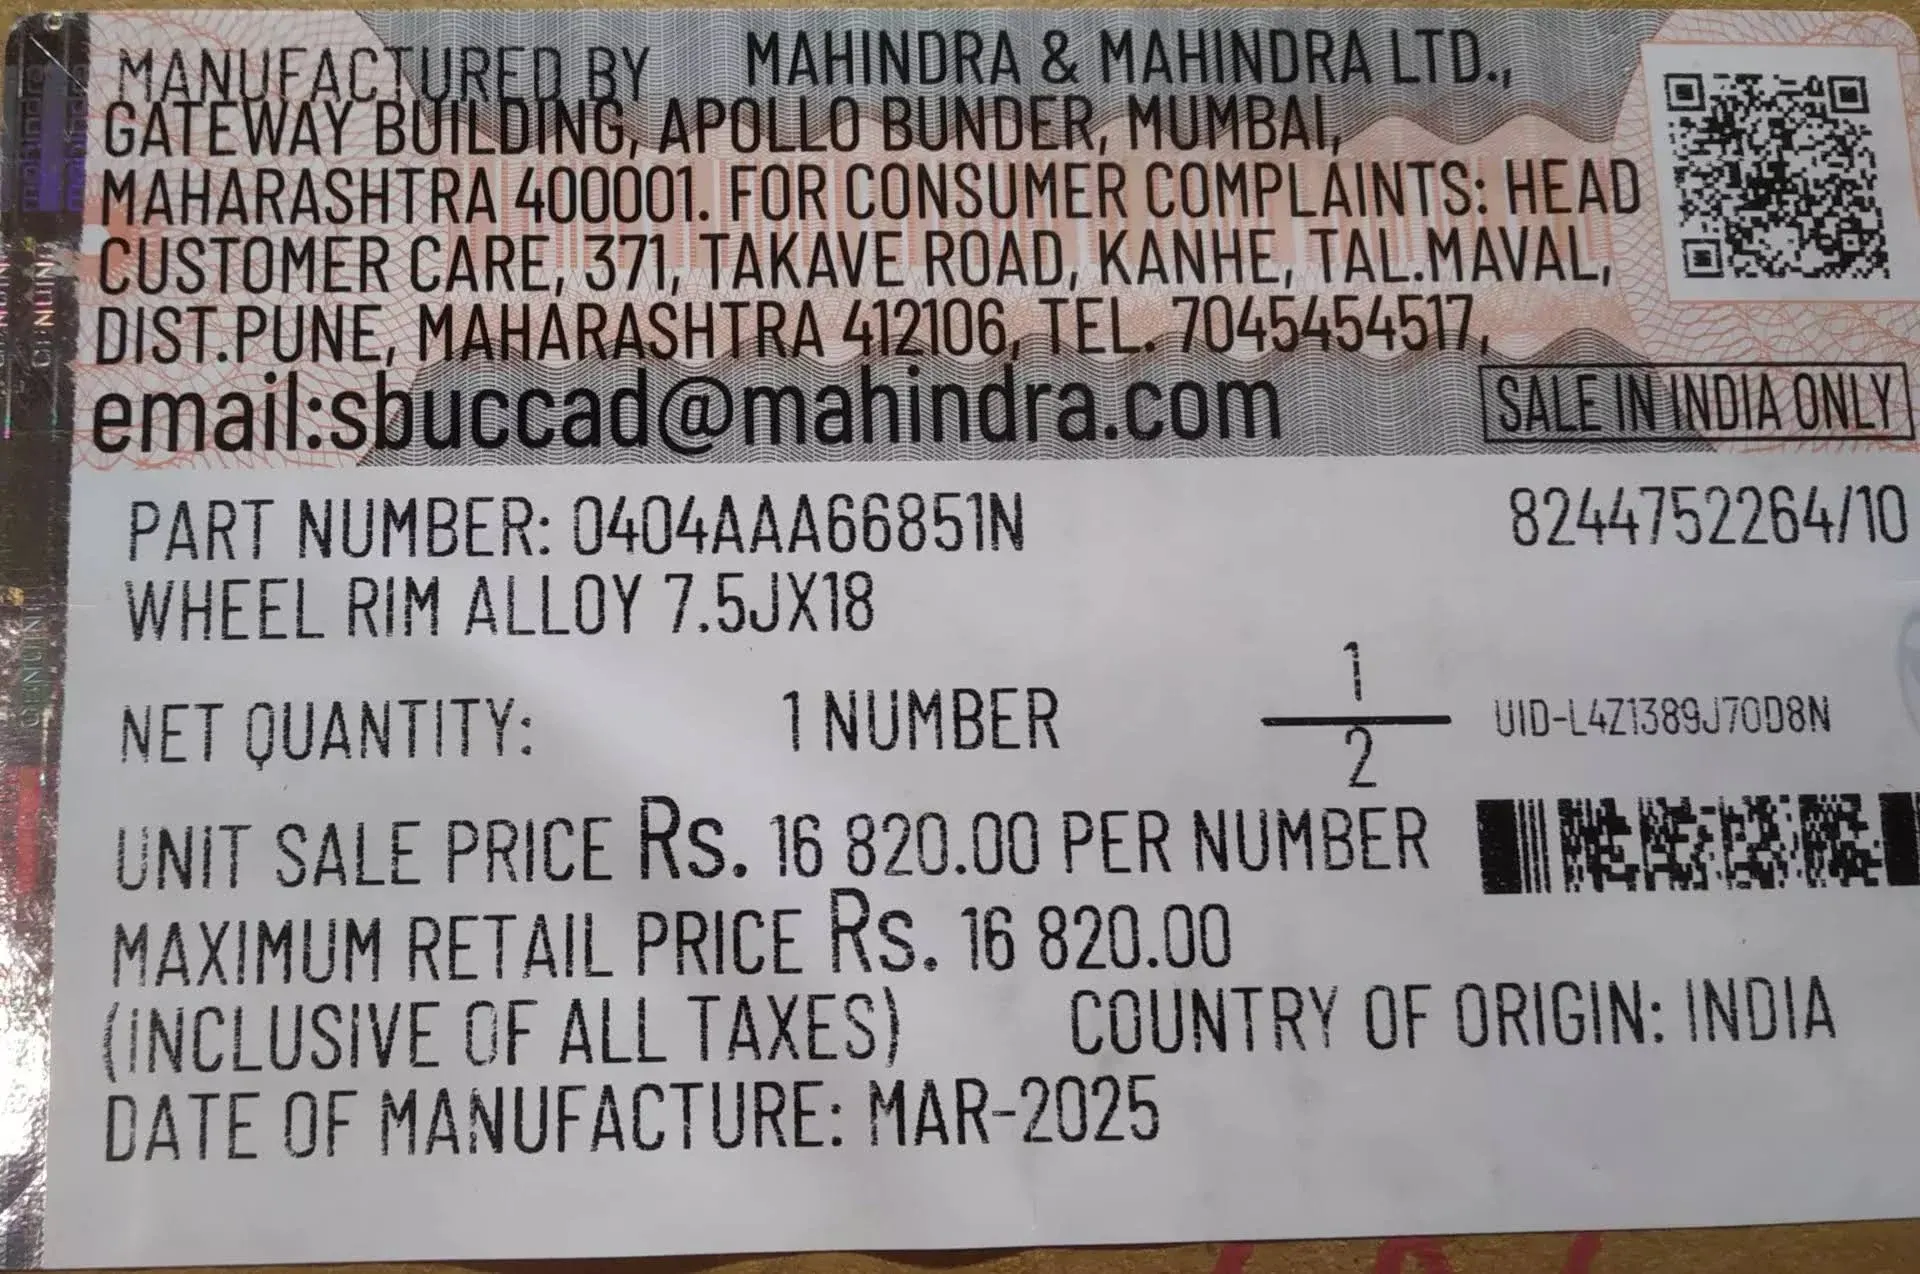 MANUFACTURED BY MAHINDRA & MAHINDRA LTD.,
GATEWAY BUILDING, APOLLO BUNDER, MUMBAI,
MAHARASHTRA 400001. FOR CONSUMER COMPLAINTS: HEAD
CUSTOMER CARE, 371, TAKAVE ROAD, KANHE, TAL.MAVAL,
DIST.PUNE, MAHARASHTRA 412106, TEL. 7045454517,
email:sbuccad@mahindra.com
SALE IN INDIA ONLY
PART NUMBER: 0404AAA66851N 8244752264/10
WHEEL RIM ALLOY 7.5JX18
NET QUANTITY: 1 NUMBER
1
2
UID-L4Z1389J70D8N
UNIT SALE PRICE Rs. 16 820.00 PER NUMBER
MAXIMUM RETAIL PRICE Rs. 16 820.00
(INCLUSIVE OF ALL TAXES) COUNTRY OF ORIGIN: INDIA
DATE OF MANUFACTURE: MAR-2025
mahindra
GENUINE